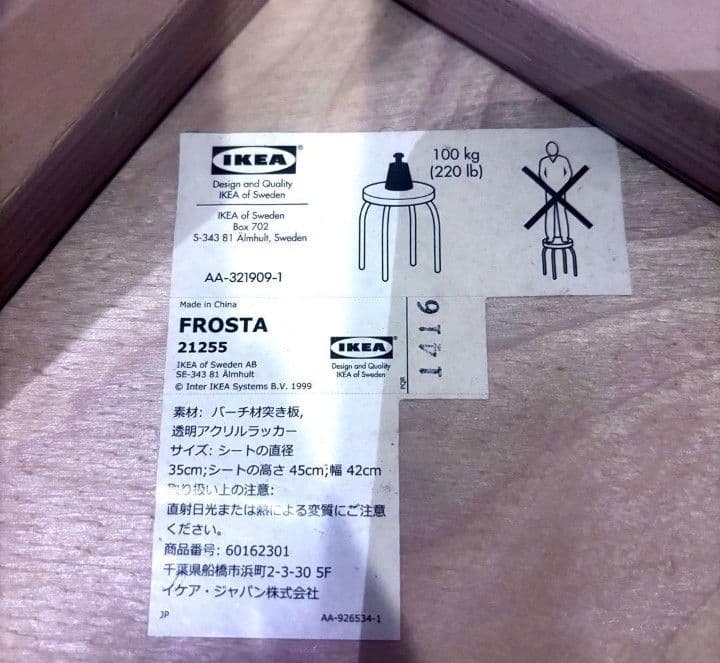 IKEA®
Design and Quality
IKEA of Sweden
IKEA of Sweden
Box 702
S-343 81 Älmhult, Sweden
AA-321909-1
100 kg
(220 lb)
Made in China
FROSTA
21255
IKEA of Sweden AB
SE-343 81 Älmhult
© Inter IKEA Systems B.V. 1999
IKEA®
Design and Quality
IKEA of Sweden
PQR
1416
素材: バーチ材突き板,
透明アクリルラッカー
サイズ: シートの直径
35cm;シートの高さ 45cm;幅 42cm
取り扱い上の注意:
直射日光または熱による変質にご注意
ください。
商品番号: 60162301
千葉県船橋市浜町2-3-30 5F
イケア・ジャパン株式会社
JP
AA-926534-1